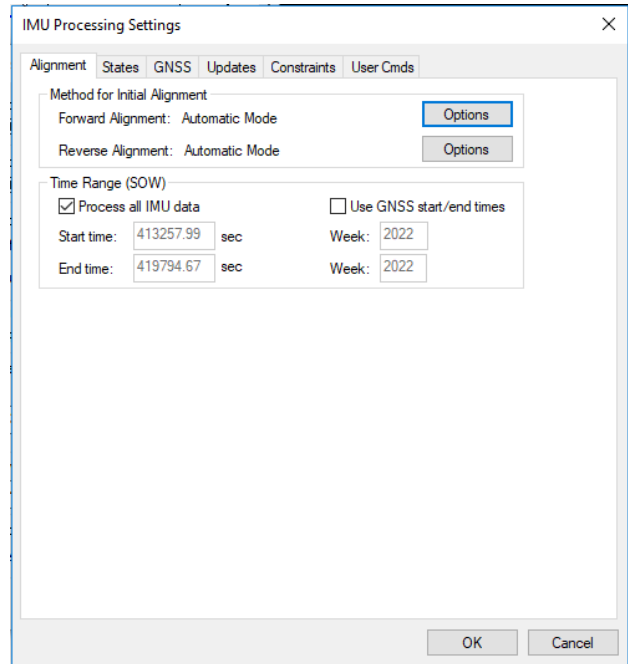 IMU Processing Settings
Alignment States GNSS Updates Constraints User Cmds
Method for Initial Alignment
Forward Alignment: Automatic Mode Options
Reverse Alignment: Automatic Mode Options
Time Range (SOW)
Process all IMU data Use GNSS start/end times
Start time: 413257.99 sec Week: 2022
End time: 419794.67 sec Week: 2022
OK Cancel